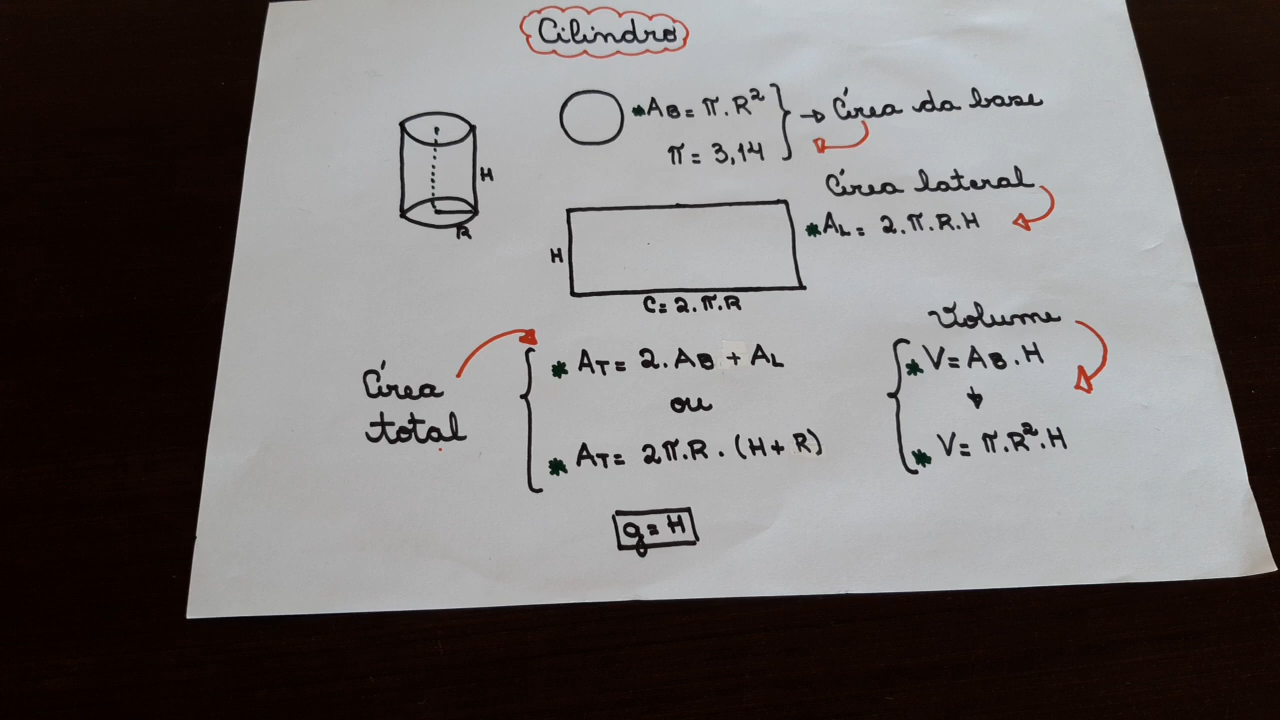 Cilindro
*AB = π.R² } → Área da base
π = 3,14
H
R
Área lateral
*AL = 2.π.R.H
H
C = 2.π.R
Volume
Área total
* AT = 2.AB + AL
ou
* AT = 2π.R.(H + R)
* V = AB.H
* V = π.R².H
g = H